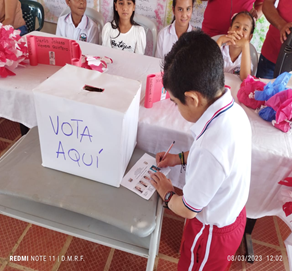 VOTA
AQUÍ
REDMI NOTE 11 | D.M.R.F.
08/03/2023 12:02